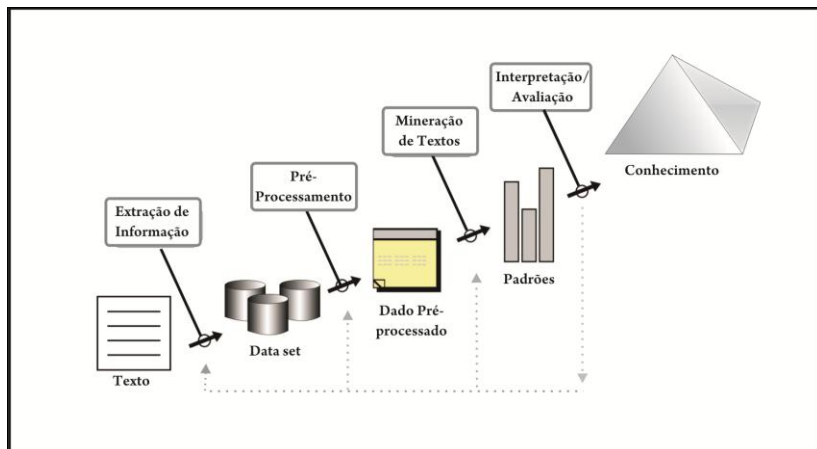 Interpretação/
Avaliação
Mineração
de Textos
Conhecimento
Pré-
Processamento
Extração de
Informação
Padrões
Dado Pré-
processado
Data set
Texto